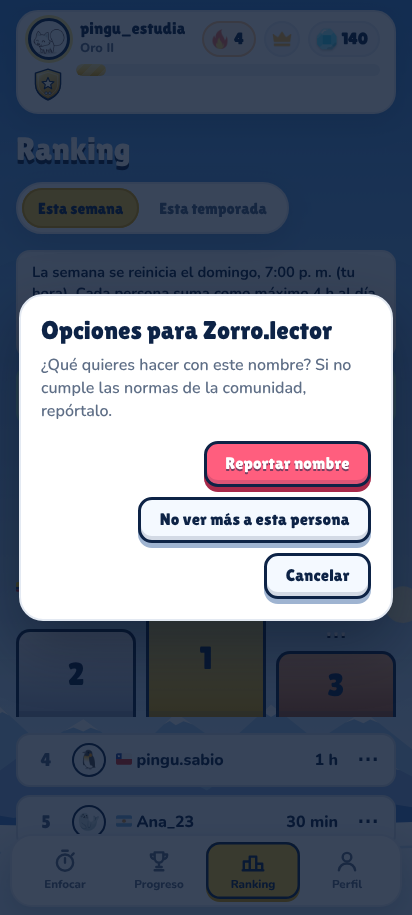 pingu_estudia
Oro II
4
140
Ranking
Esta semana
Esta temporada
La semana se reinicia el domingo, 7:00 p. m. (tu
hora). Cada persona suma como máximo 4 h al día
Opciones para Zorro.lector
¿Qué quieres hacer con este nombre? Si no
cumple las normas de la comunidad,
repórtalo.
Reportar nombre
No ver más a esta persona
Cancelar
2
1
3
4 pingu.sabio 1 h ...
5 Ana_23 30 min ...
Enfocar
Progreso
Ranking
Perfil